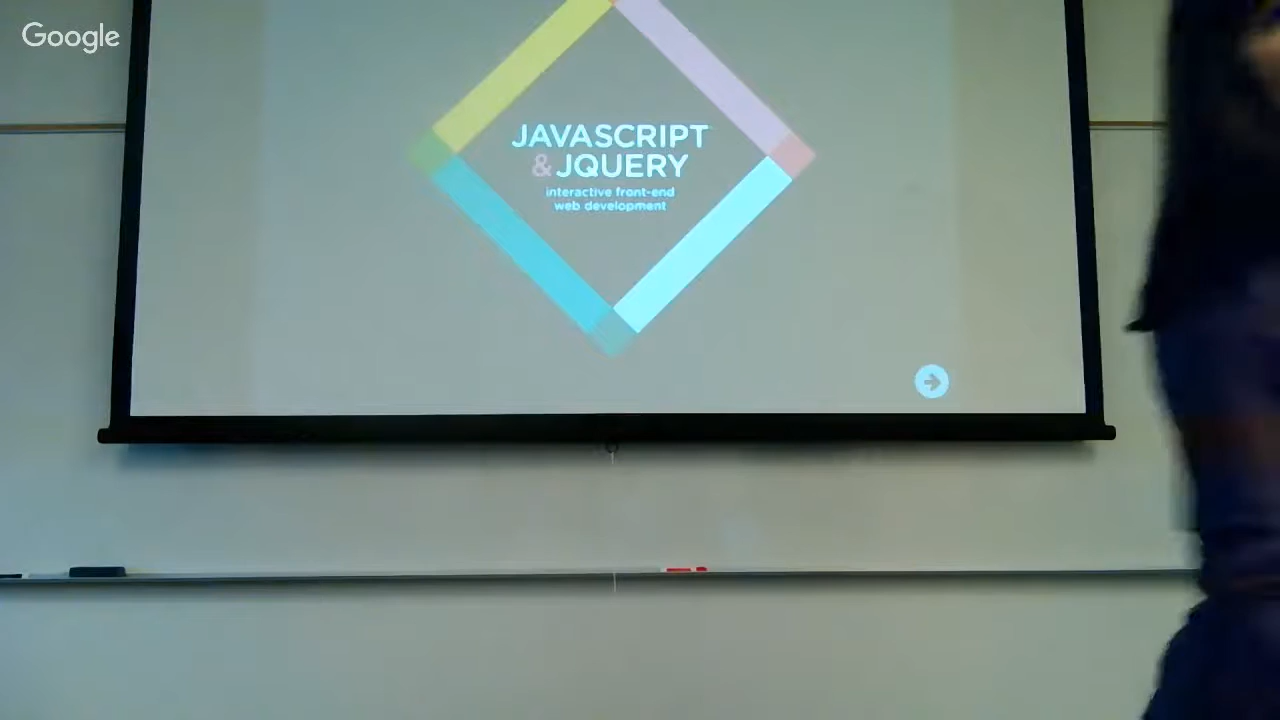 Google
JAVASCRIPT
& JQUERY
interactive front-end
web development